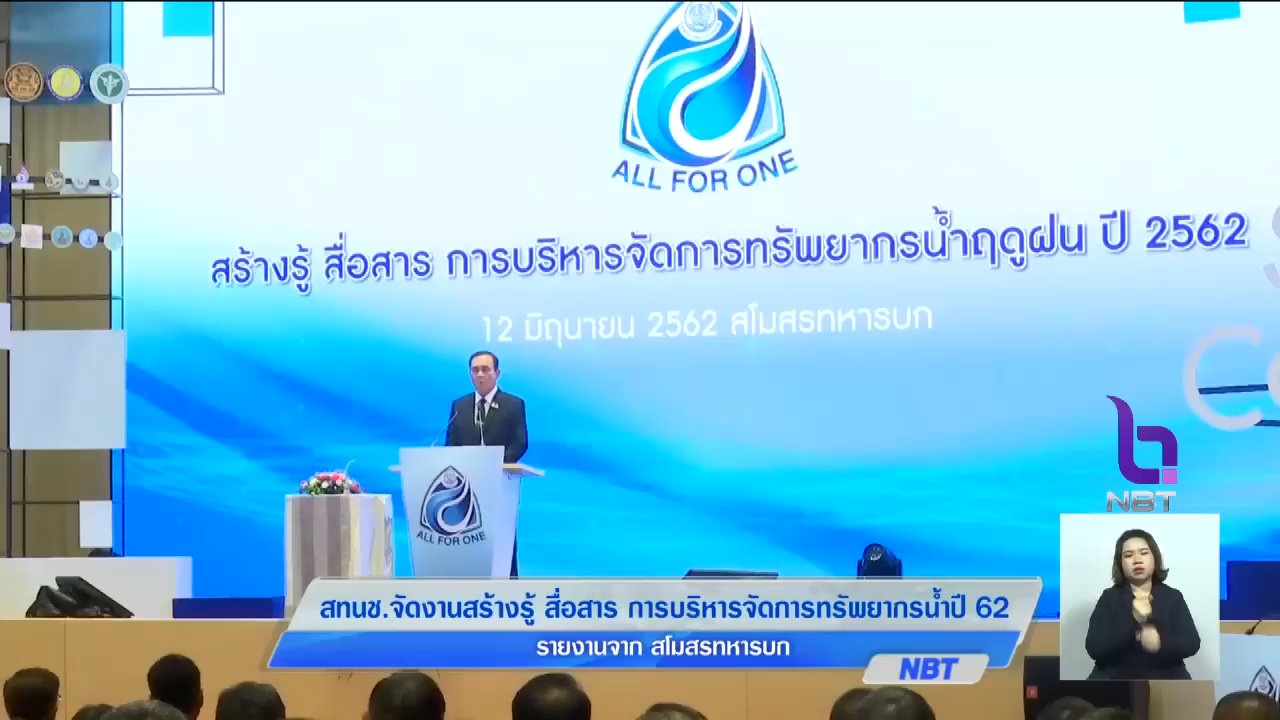 ALL FOR ONE
สร้างรู้ สื่อสาร การบริหารจัดการทรัพยากรน้ำฤดูฝน ปี 2562
12 มิถุนายน 2562 สโมสรทหารบก
ALL FOR ONE
NBT
สทนช.จัดงานสร้างรู้ สื่อสาร การบริหารจัดการทรัพยากรน้ำปี 62
รายงานจาก สโมสรทหารบก
NBT